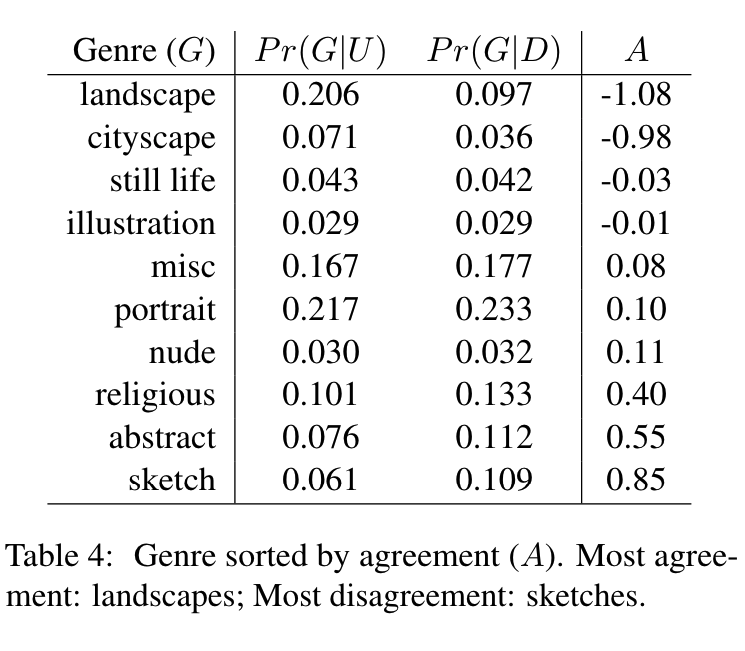 Genre (G) Pr(G|U) Pr(G|D) A
landscape 0.206 0.097 -1.08
cityscape 0.071 0.036 -0.98
still life 0.043 0.042 -0.03
illustration 0.029 0.029 -0.01
misc 0.167 0.177 0.08
portrait 0.217 0.233 0.10
nude 0.030 0.032 0.11
religious 0.101 0.133 0.40
abstract 0.076 0.112 0.55
sketch 0.061 0.109 0.85
Table 4: Genre sorted by agreement (A). Most agree-
ment: landscapes; Most disagreement: sketches.